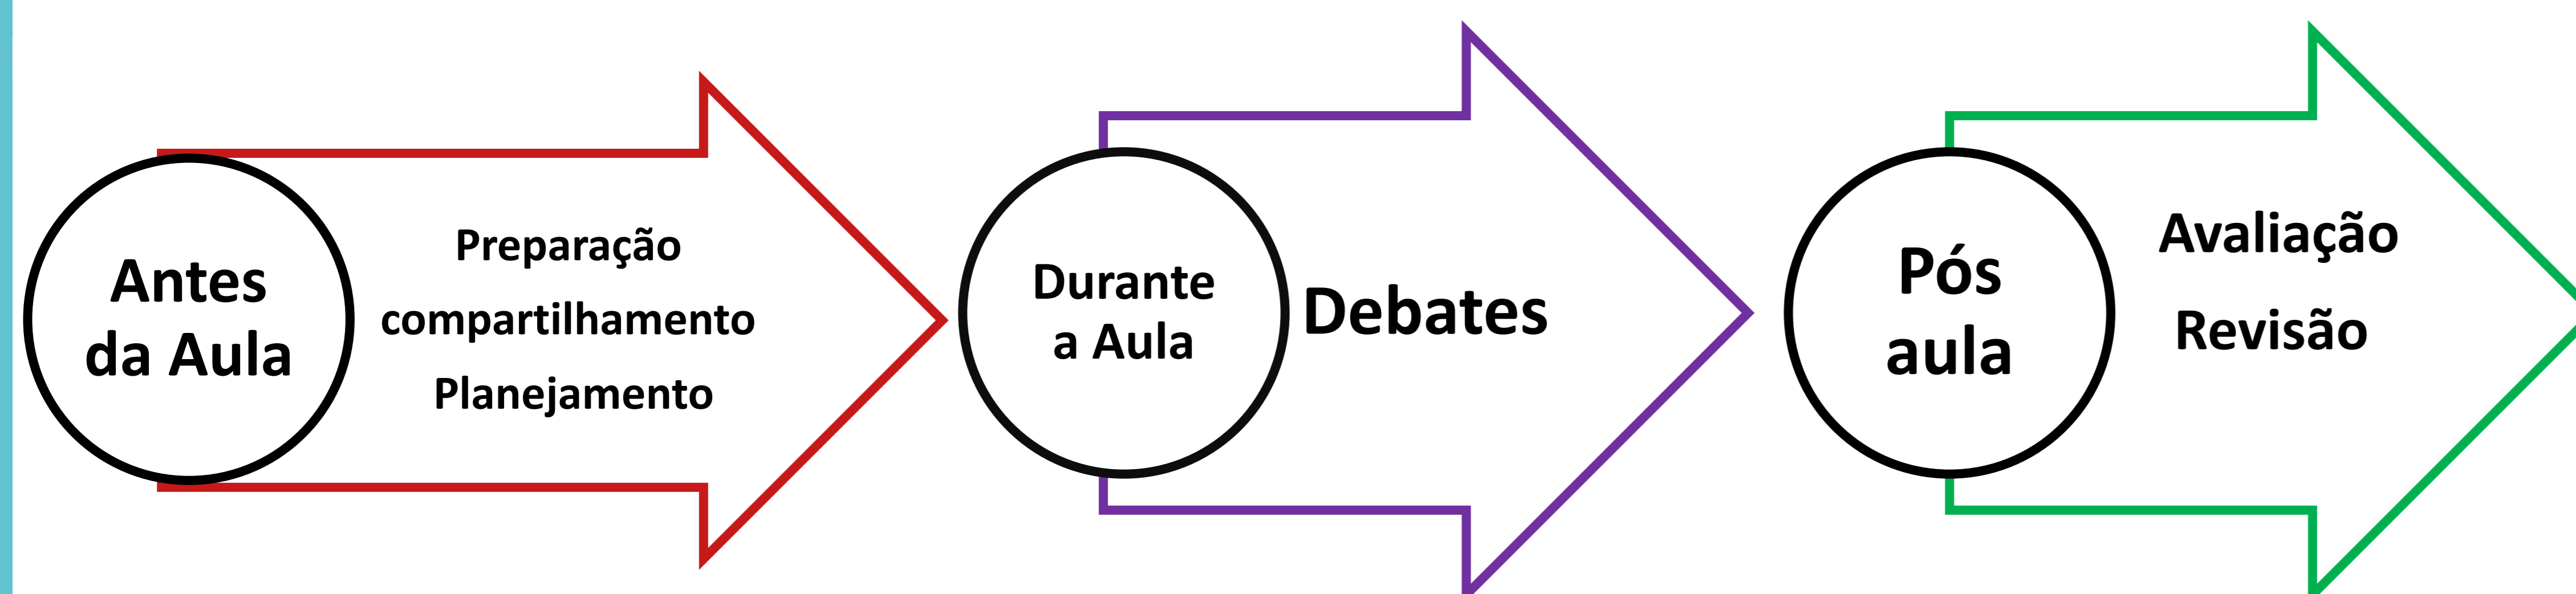 Antes
da Aula
Preparação
compartilhamento
Planejamento
Durante
a Aula
Debates
Pós
aula
Avaliação
Revisão